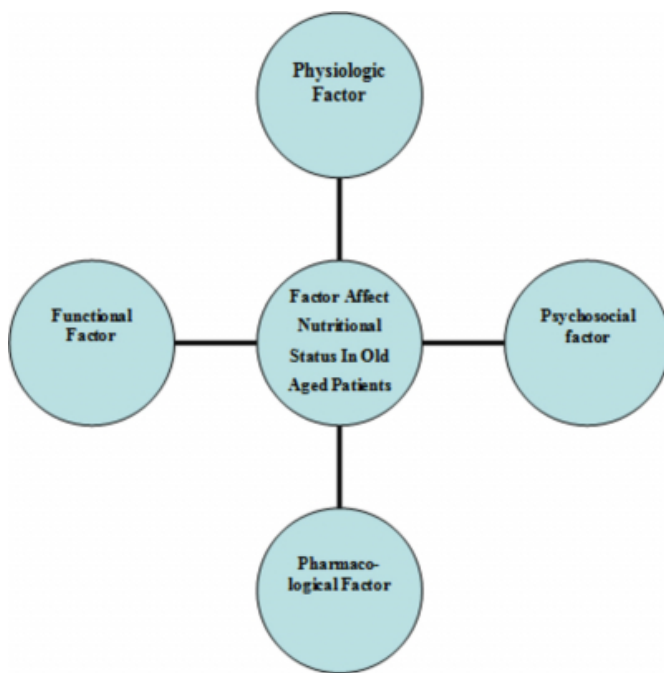 Physiologic
Factor
Functional
Factor
Factor Affect
Nutritional
Status In Old
Aged Patients
Psychosocial
factor
Pharmaco-
logical Factor